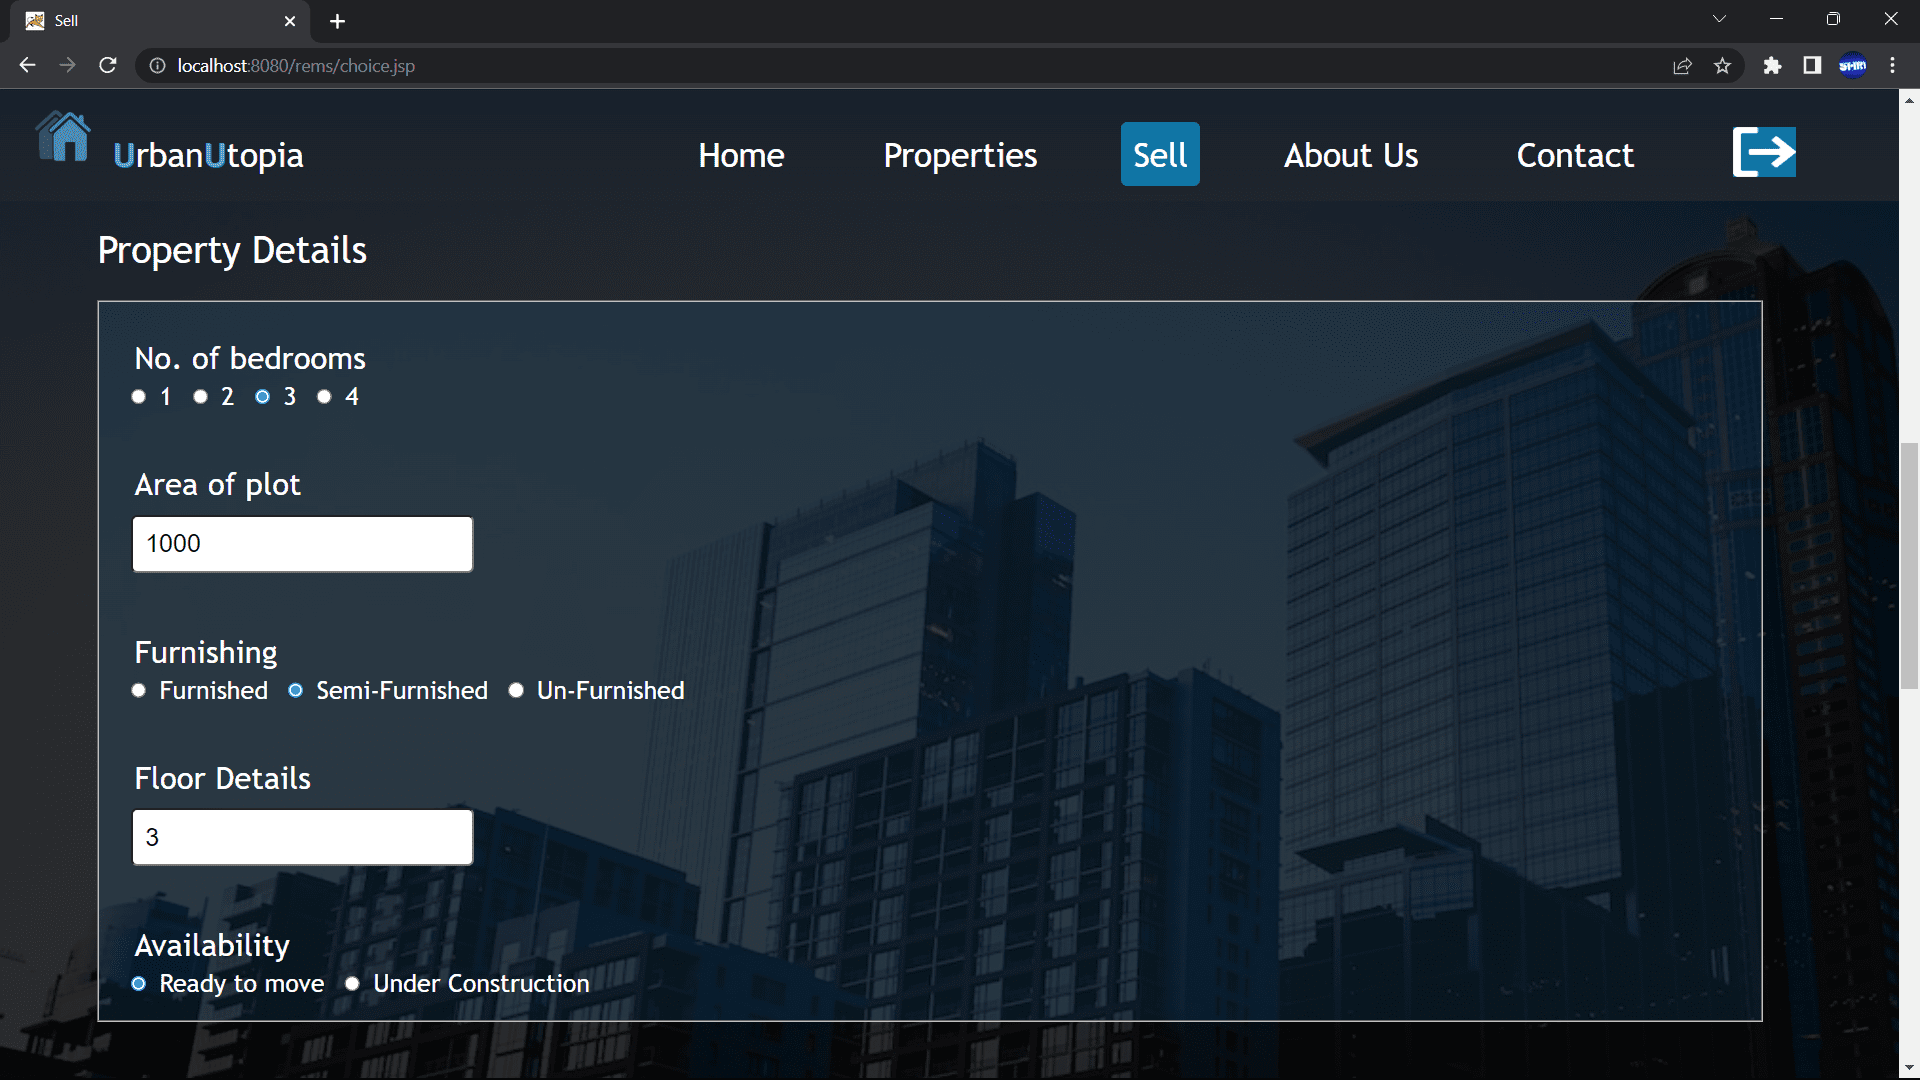 Sell
localhost:8080/rems/choice.jsp
UrbanUtopia
Home
Properties
Sell
About Us
Contact
Property Details
No. of bedrooms
1 2 3 4
Area of plot
1000
Furnishing
Furnished Semi-Furnished Un-Furnished
Floor Details
3
Availability
Ready to move Under Construction